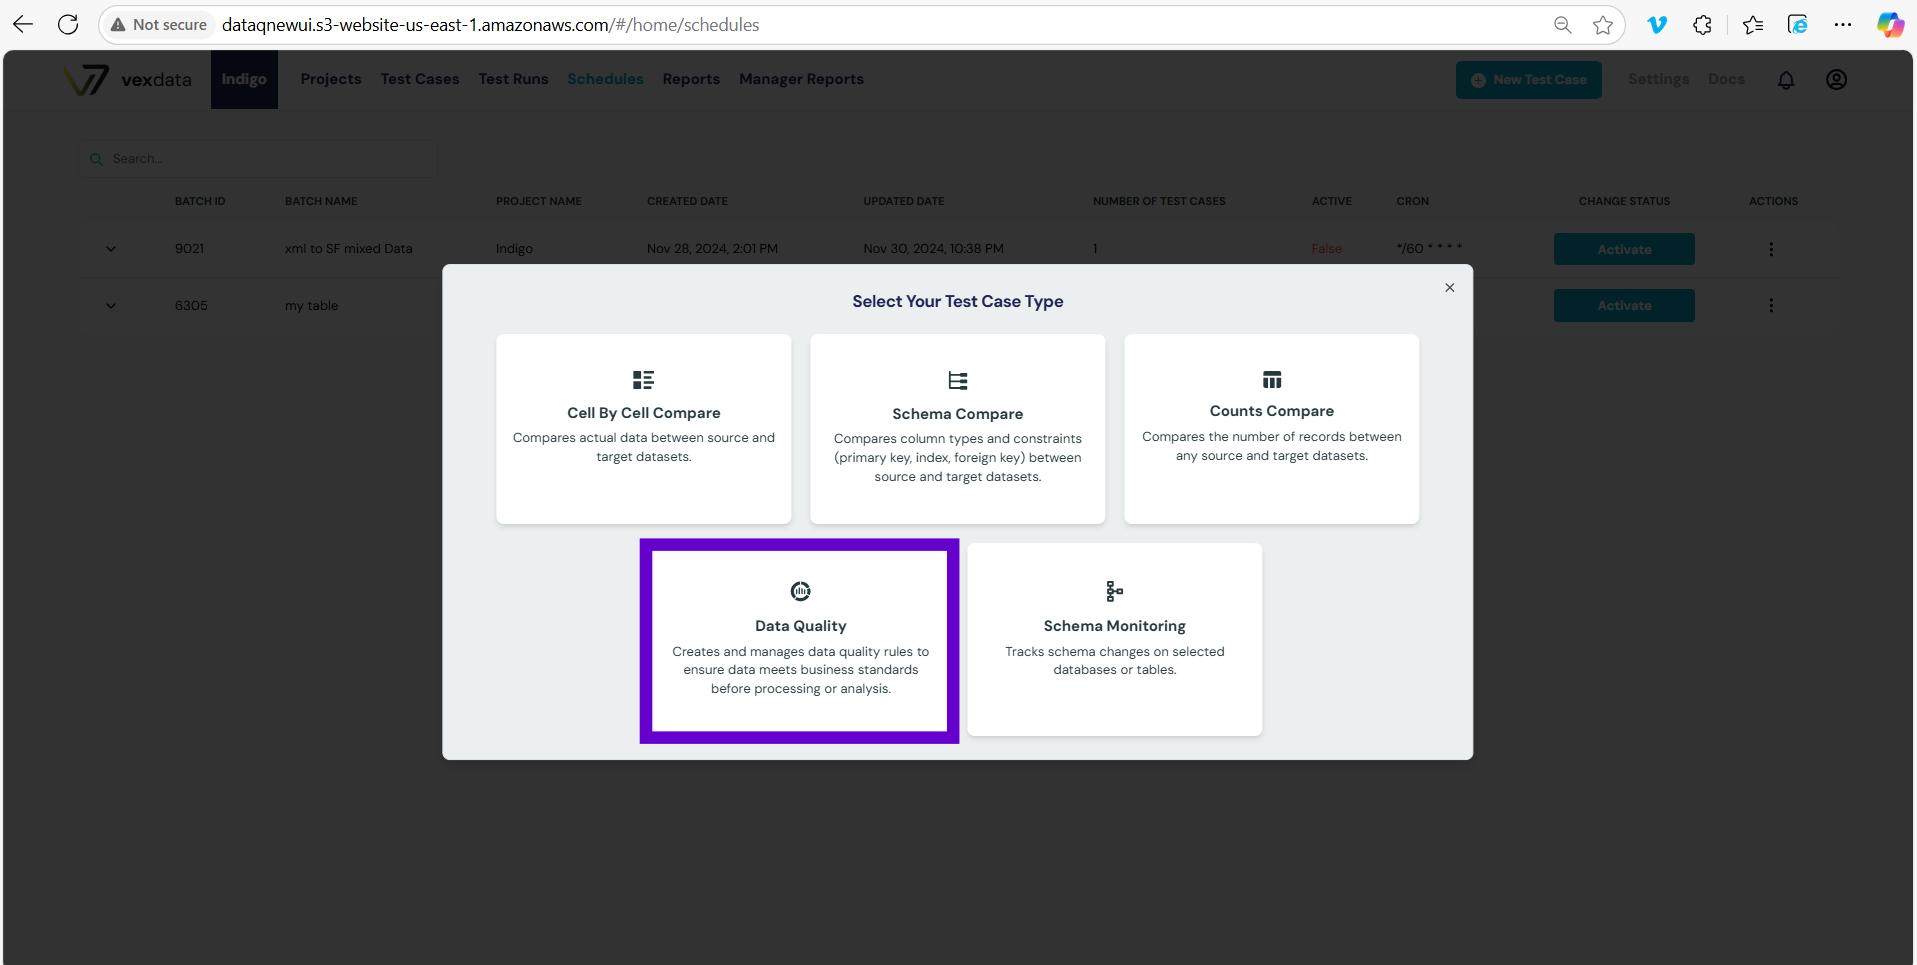 Not secure dataqnewui.s3-website-us-east-1.amazonaws.com/#/home/schedules
vexdata Indigo Projects Test Cases Test Runs Schedules Reports Manager Reports New Test Case Settings Docs
Search...
BATCH ID BATCH NAME PROJECT NAME CREATED DATE UPDATED DATE NUMBER OF TEST CASES ACTIVE CRON CHANGE STATUS ACTIONS
9021 xml to SF mixed Data Indigo Nov 28, 2024, 2:01 PM Nov 30, 2024, 10:38 PM 1 False */60 * * * * Activate
6305 my table Activate
Select Your Test Case Type
Cell By Cell Compare
Compares actual data between source and
target datasets.
Schema Compare
Compares column types and constraints
(primary key, index, foreign key) between
source and target datasets.
Counts Compare
Compares the number of records between
any source and target datasets.
Data Quality
Creates and manages data quality rules to
ensure data meets business standards
before processing or analysis.
Schema Monitoring
Tracks schema changes on selected
databases or tables.